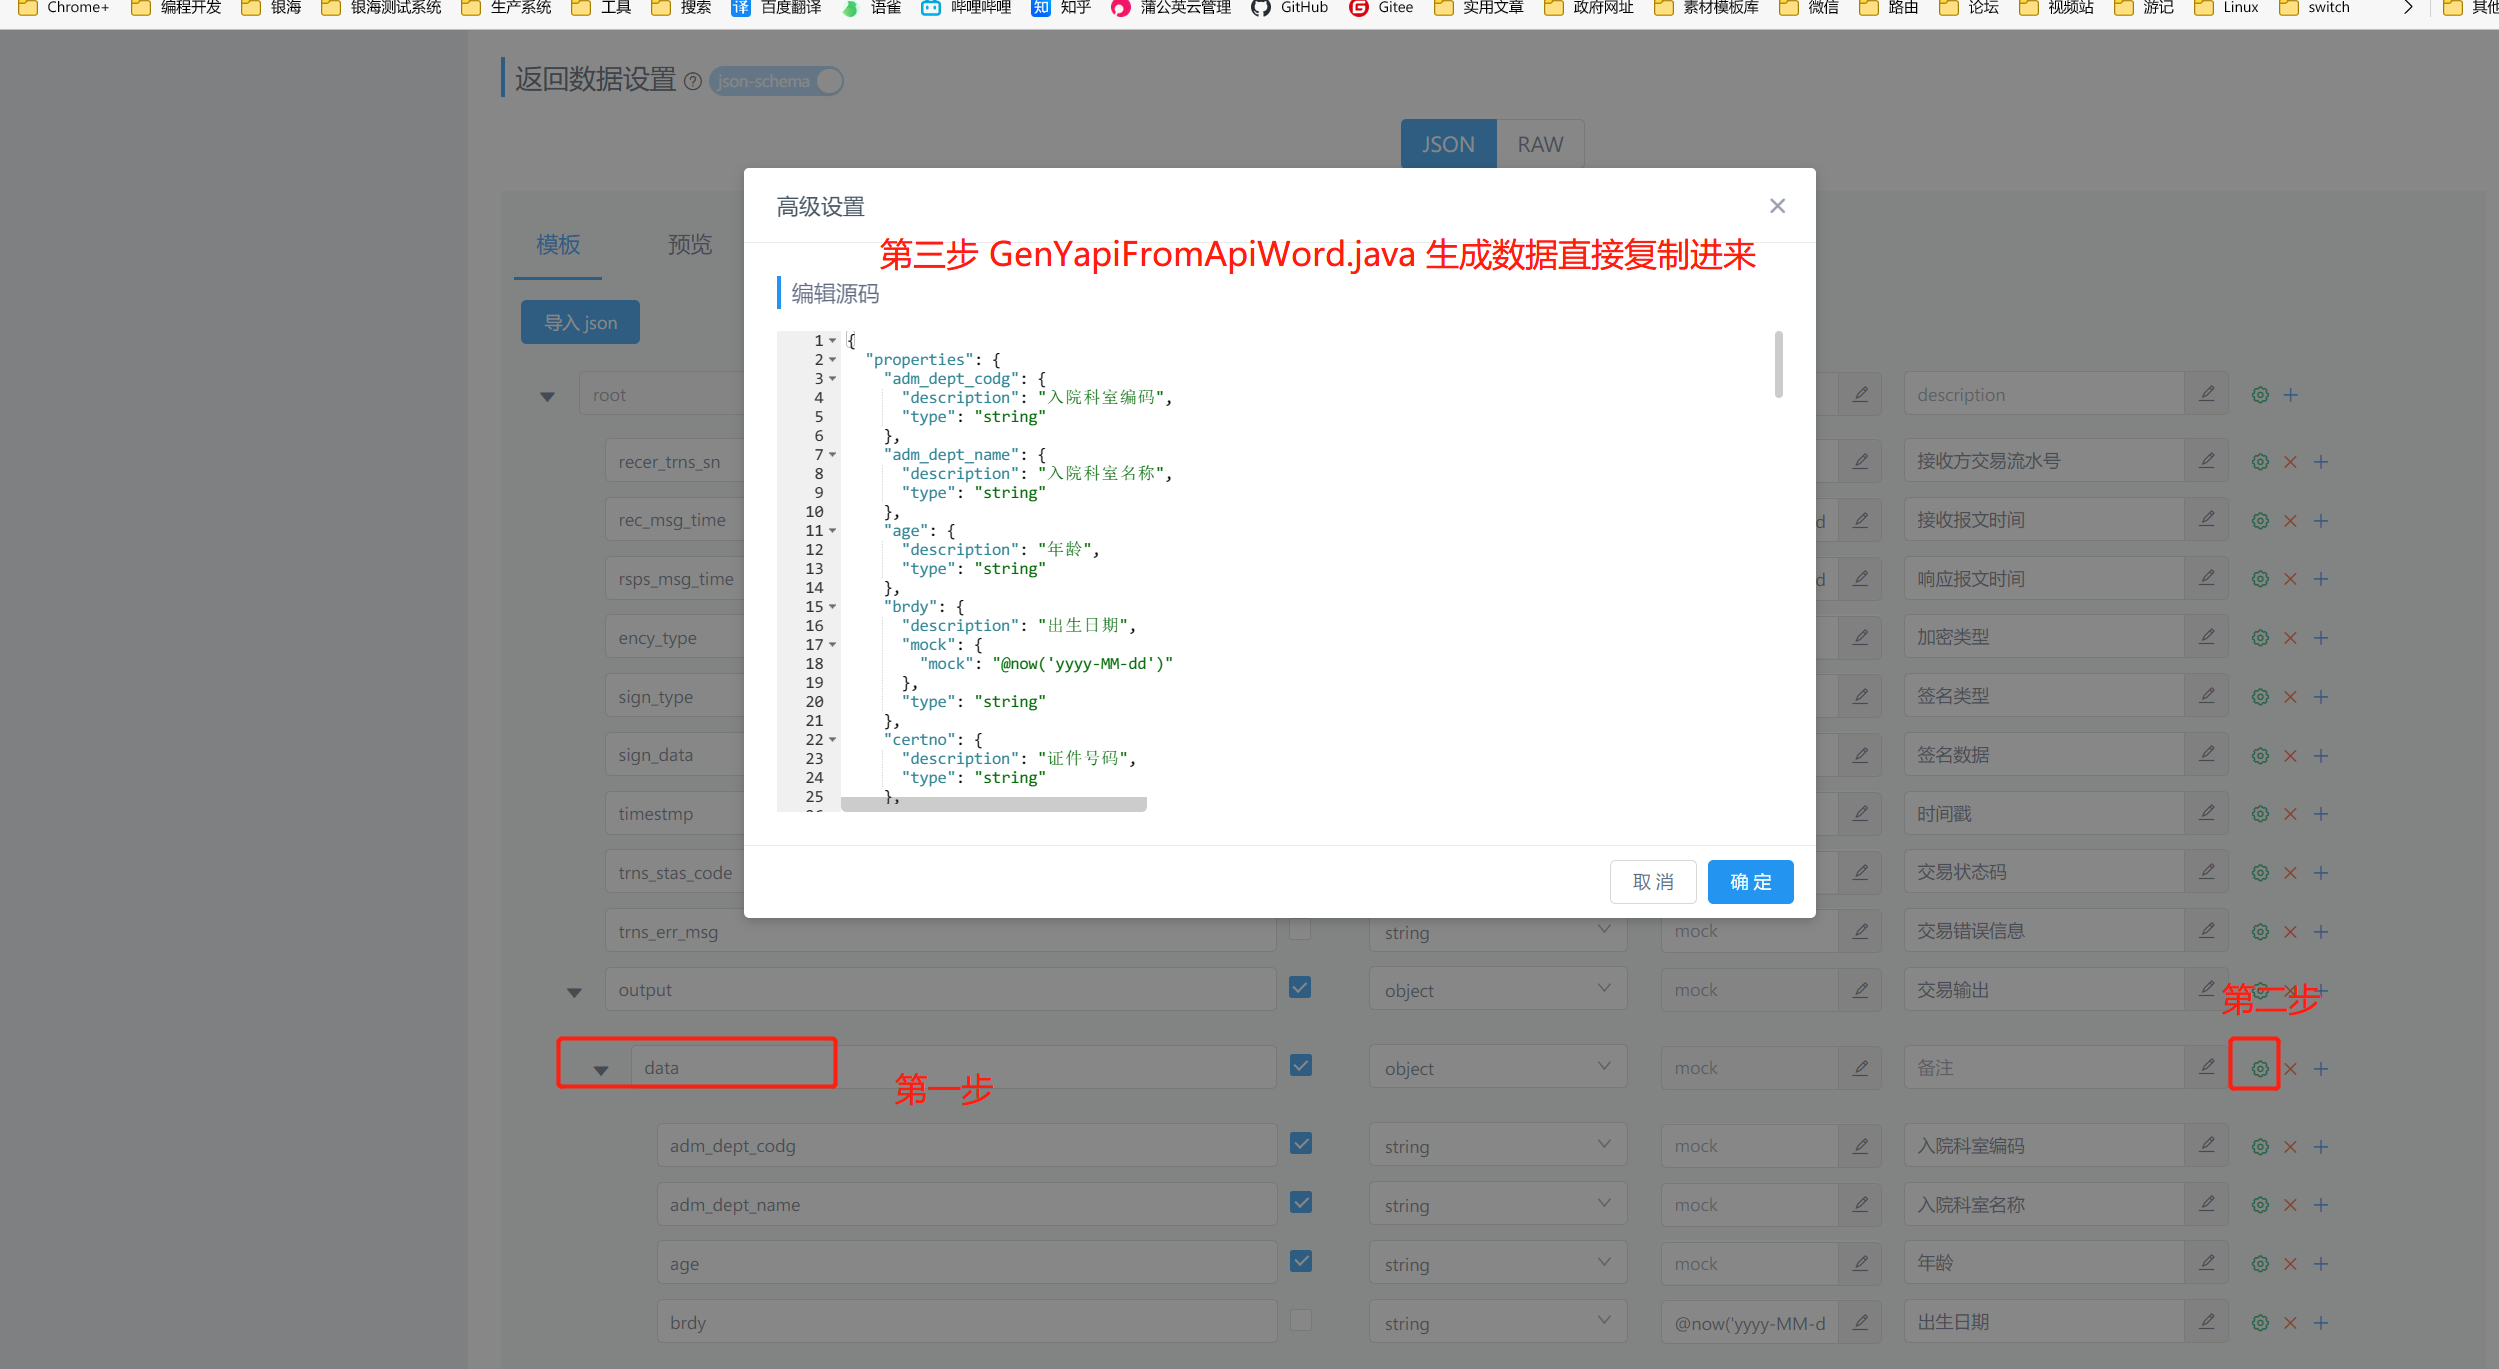 Chrome+ 编程开发 银海 银海测试系统 生产系统 工具 搜索 译 百度翻译 语雀 哔哩哔哩 知 知乎 蒲公英云管理 GitHub G Gitee 实用文章 政府网址 素材模板库 微信 路由 论坛 视频站 游记 Linux switch
返回数据设置 ? json-schema
JSON RAW
高级设置
模板 预览
第三步 GenYapiFromApiWord.java 生成数据直接复制进来
编辑源码
导入 json
1 {
2 "properties": {
3 "adm_dept_codg": {
4 "description": "入院科室编码",
5 "type": "string"
6 },
7 "adm_dept_name": {
8 "description": "入院科室名称",
9 "type": "string"
10 },
11 "age": {
12 "description": "年龄",
13 "type": "string"
14 },
15 "brdy": {
16 "description": "出生日期",
17 "mock": {
18 "mock": "@now('yyyy-MM-dd')"
19 },
20 "type": "string"
21 },
22 "certno": {
23 "description": "证件号码",
24 "type": "string"
25 },
取 消 确 定
root description
recer_trns_sn 接收方交易流水号
rec_msg_time d 接收报文时间
rsps_msg_time d 响应报文时间
ency_type 加密类型
sign_type 签名类型
sign_data 签名数据
timestmp 时间戳
trns_stas_code 交易状态码
trns_err_msg string mock 交易错误信息
output object mock 交易输出
第二步
data object mock 备注
第一步
adm_dept_codg string mock 入院科室编码
adm_dept_name string mock 入院科室名称
age string mock 年龄
brdy string @now('yyyy-MM-d 出生日期